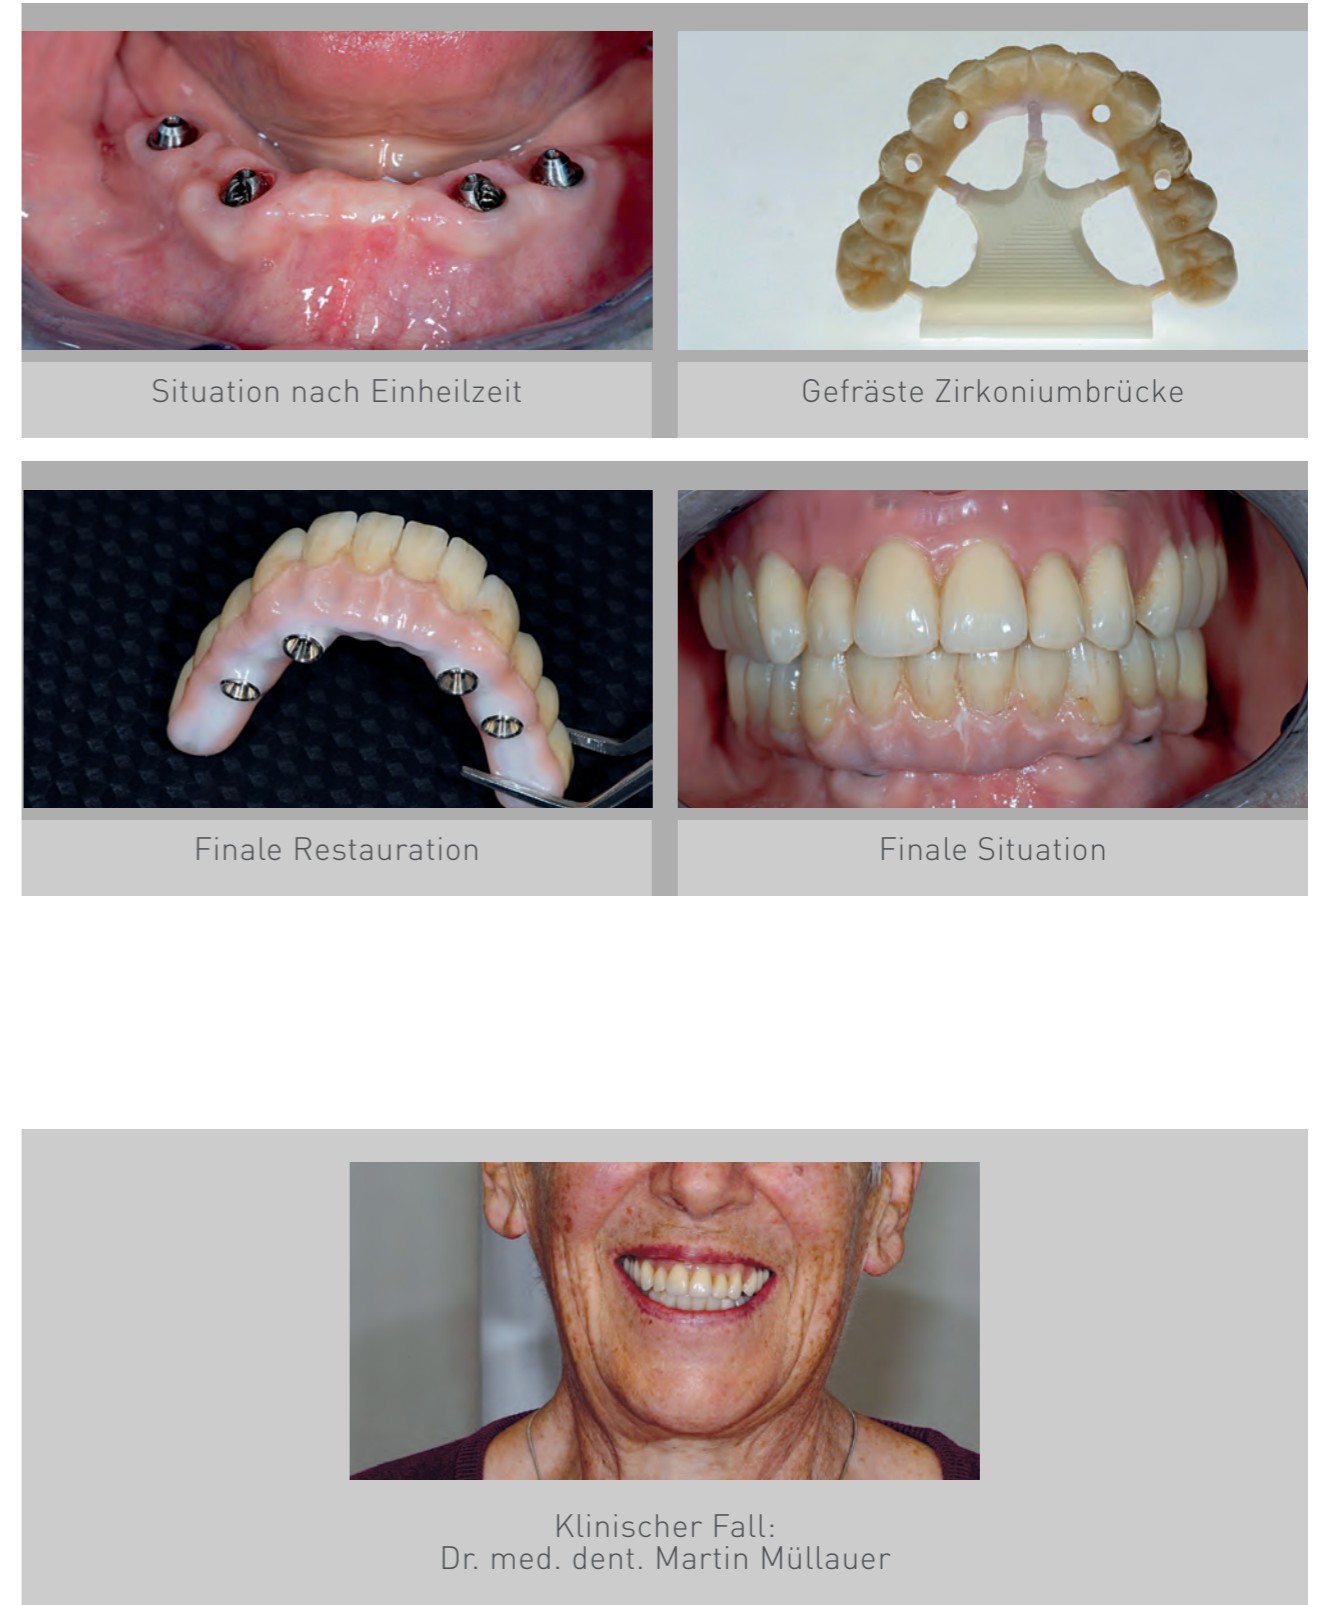 Situation nach Einheilzeit
Gefräste Zirkoniumbrücke
Finale Restauration
Finale Situation
Klinischer Fall:
Dr. med. dent. Martin Müllauer